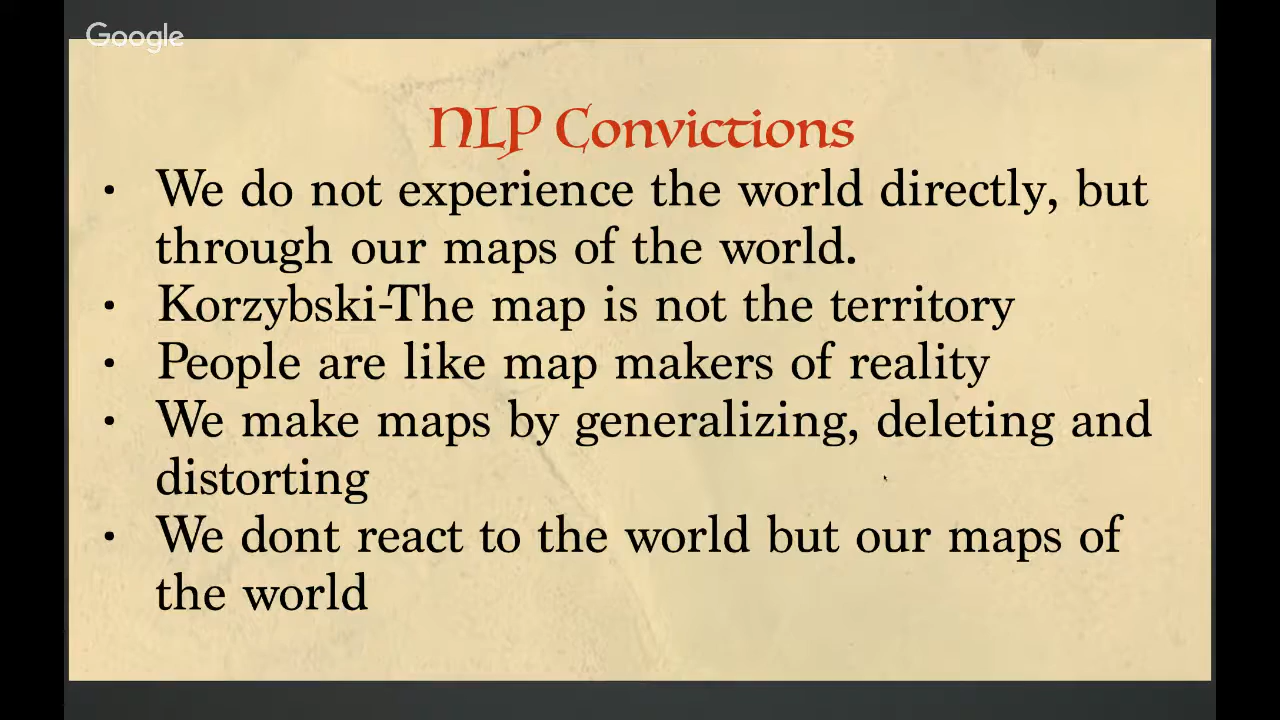 Google
NLP Convictions
• We do not experience the world directly, but
through our maps of the world.
• Korzybski-The map is not the territory
• People are like map makers of reality
• We make maps by generalizing, deleting and
distorting
• We dont react to the world but our maps of
the world